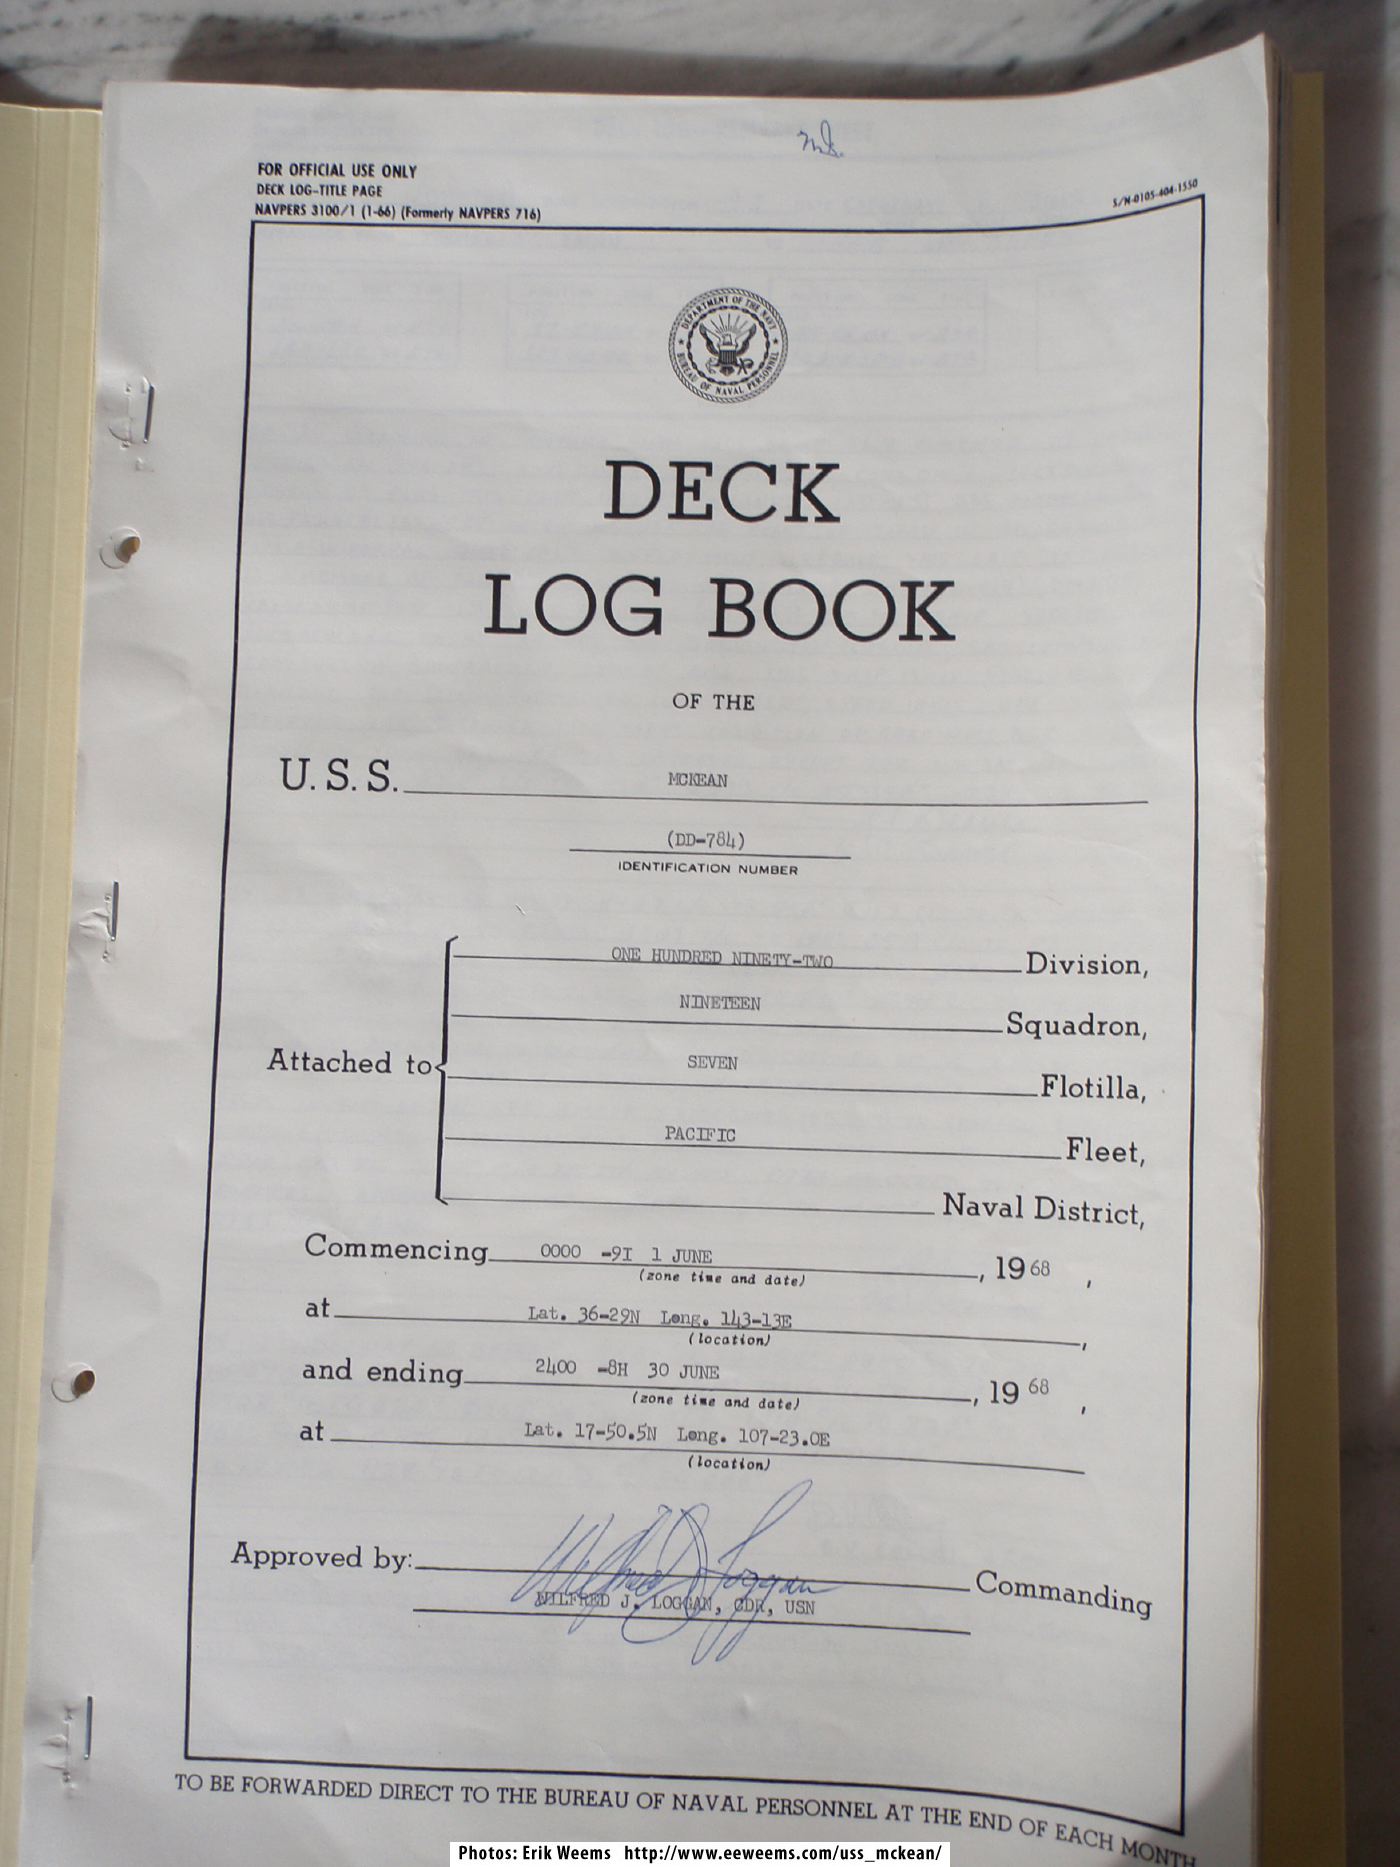 FOR OFFICIAL USE ONLY
DECK LOG-TITLE PAGE
NAVPERS 3100/1 (1-66) (Formerly NAVPERS 716)
S/N-0105-404-1550
DEPARTMENT OF THE NAVY
BUREAU OF NAVAL PERSONNEL
DECK
LOG BOOK
OF THE
U. S. S. MCKEAN
(DD-784)
IDENTIFICATION NUMBER
ONE HUNDRED NINETY-TWO Division,
NINETEEN Squadron,
Attached to SEVEN Flotilla,
PACIFIC Fleet,
Naval District,
Commencing 0000 -9I 1 JUNE, 1968,
(zone time and date)
at Lat. 36-29N Long. 143-13E,
(location)
and ending 2400 -8H 30 JUNE, 1968,
(zone time and date)
at Lat. 17-50.5N Long. 107-23.0E
(location)
Wilfred J. Loggan
Approved by: Commanding
WILFRED J. LOGGAN, CDR, USN
TO BE FORWARDED DIRECT TO THE BUREAU OF NAVAL PERSONNEL AT THE END OF EACH MONTH
Photos: Erik Weems http://www.eeweems.com/uss_mckean/